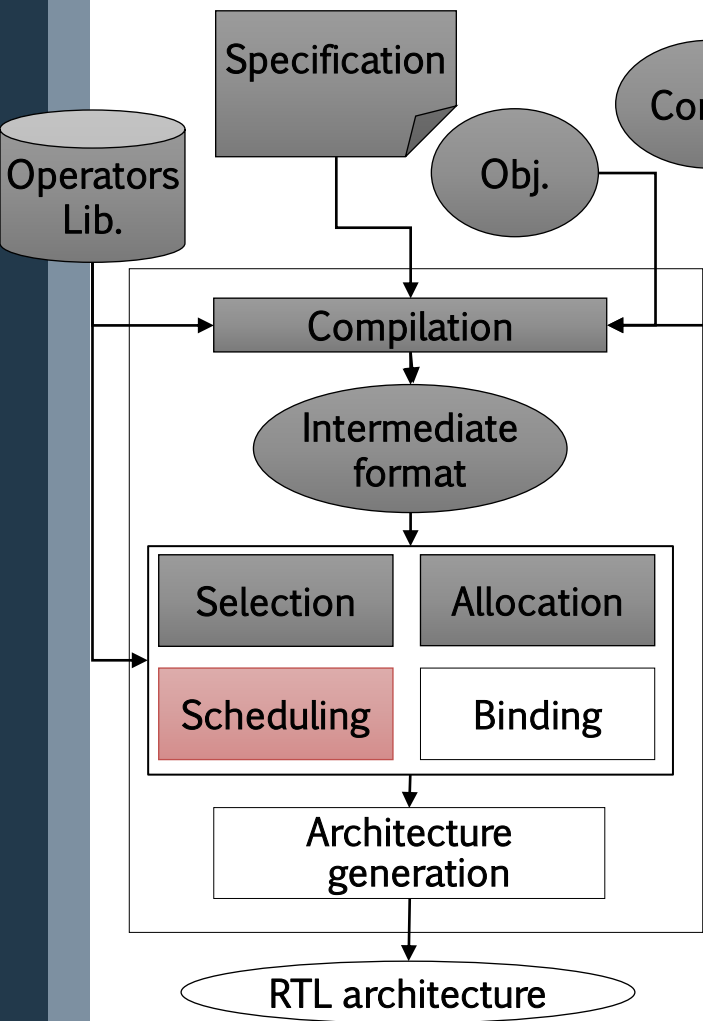 Specification
Operators
Lib.
Obj.
Compilation
Intermediate
format
Selection
Allocation
Scheduling
Binding
Architecture
generation
RTL architecture